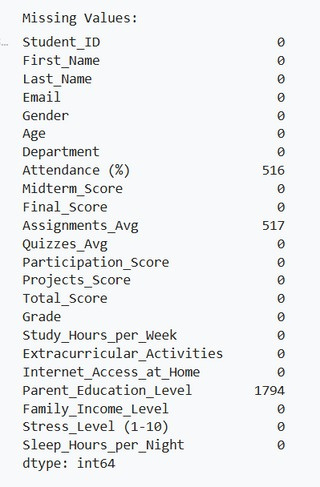 Missing Values:
Student_ID 0
First_Name 0
Last_Name 0
Email 0
Gender 0
Age 0
Department 0
Attendance (%) 516
Midterm_Score 0
Final_Score 0
Assignments_Avg 517
Quizzes_Avg 0
Participation_Score 0
Projects_Score 0
Total_Score 0
Grade 0
Study_Hours_per_Week 0
Extracurricular_Activities 0
Internet_Access_at_Home 0
Parent_Education_Level 1794
Family_Income_Level 0
Stress_Level (1-10) 0
Sleep_Hours_per_Night 0
dtype: int64